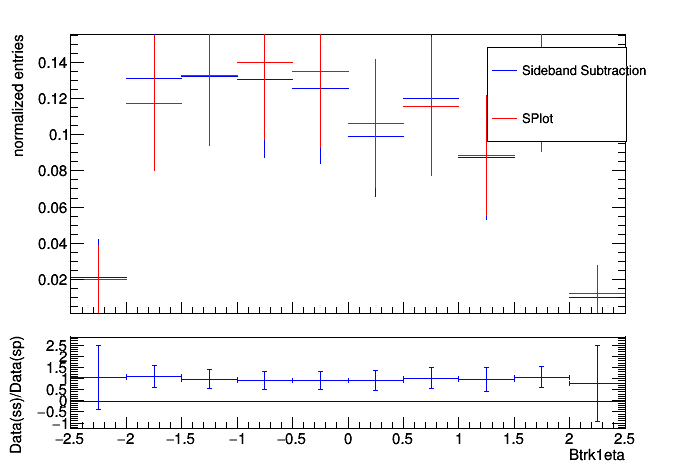 normalized entries
0.14
0.12
0.1
0.08
0.06
0.04
0.02
Sideband Subtraction
SPlot
Data(ss)/Data(sp)
2.5
2
1.5
1
0.5
0
−0.5
−1
−2.5 −2 −1.5 −1 −0.5 0 0.5 1 1.5 2 2.5
Btrk1eta